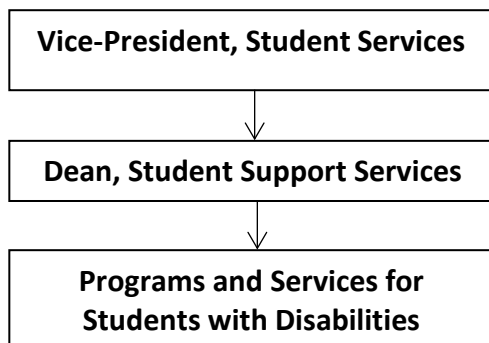 Vice-President, Student Services
Dean, Student Support Services
Programs and Services for
Students with Disabilities